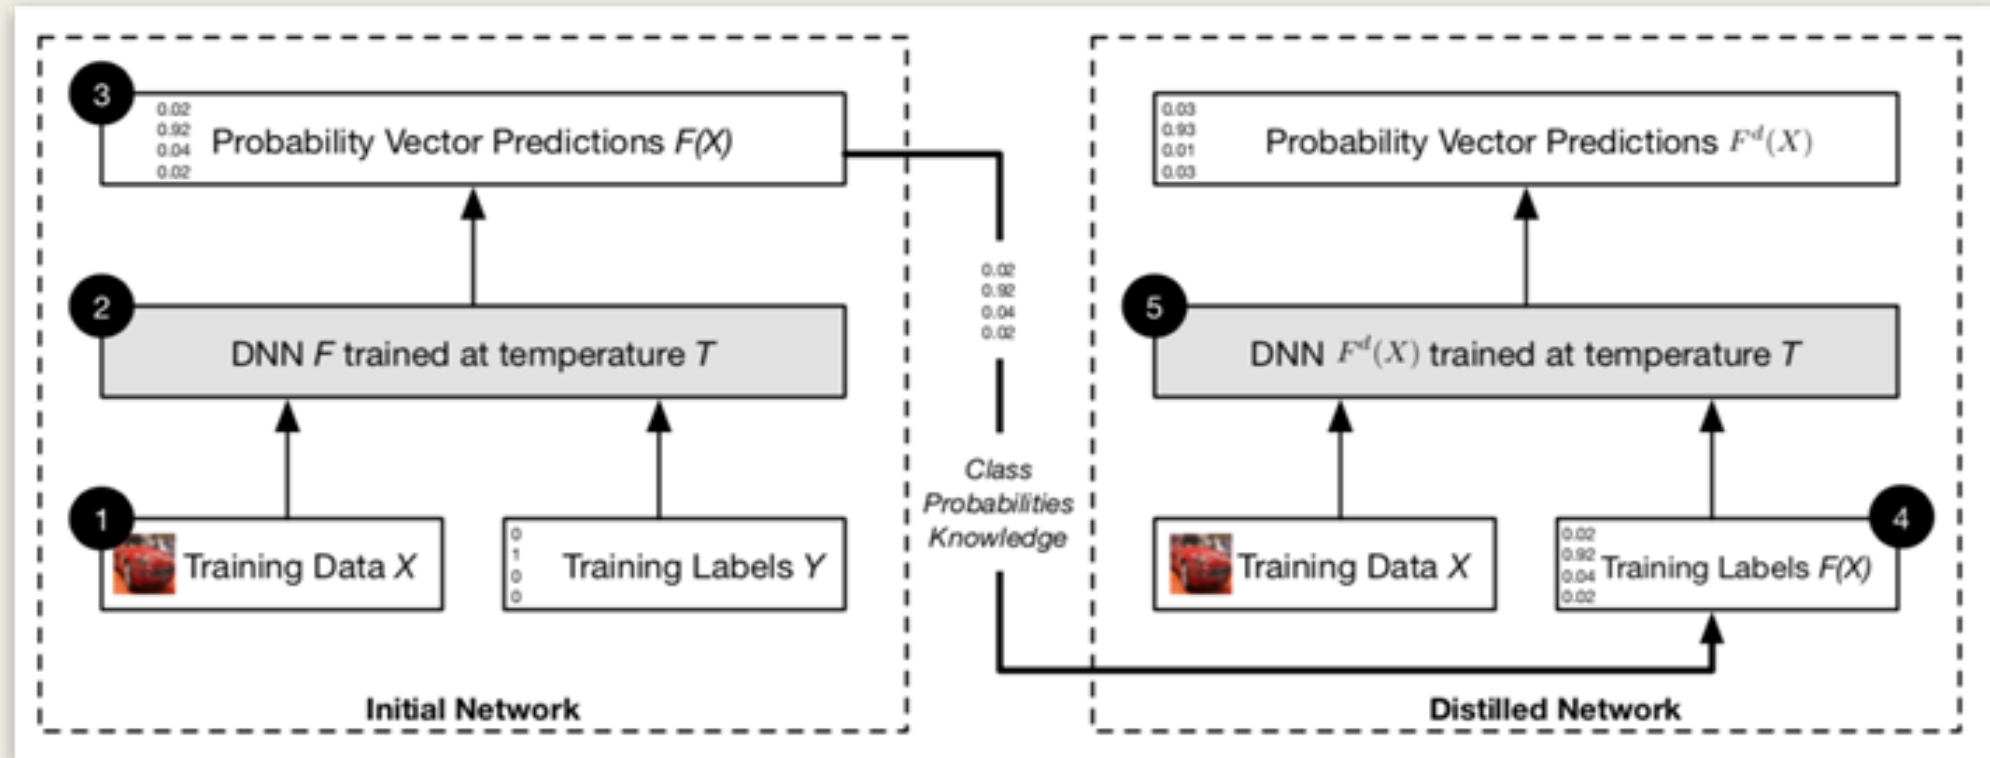 3
0.02
0.92
0.04
0.02
Probability Vector Predictions F(X)
2
DNN F trained at temperature T
1
Training Data X
0
1
0
0
Training Labels Y
Initial Network
0.02
0.92
0.04
0.02
Class
Probabilities
Knowledge
0.03
0.93
0.01
0.03
Probability Vector Predictions F^d(X)
5
DNN F^d(X) trained at temperature T
Training Data X
4
0.02
0.92
0.04
0.02
Training Labels F(X)
Distilled Network